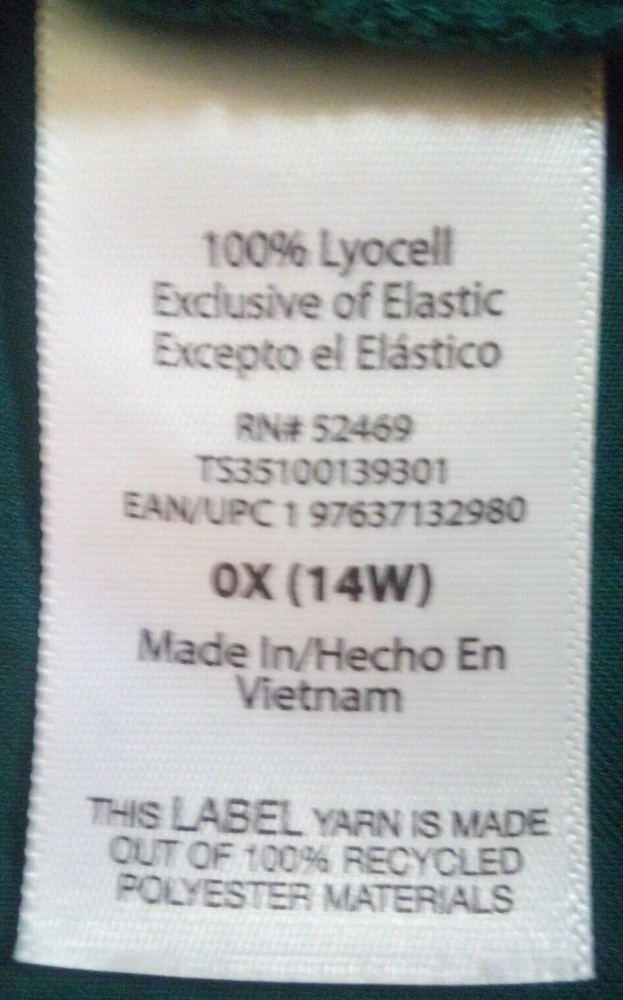 100% Lyocell
Exclusive of Elastic
Excepto el Elástico
RN# 52469
TS35100139301
EAN/UPC 1 97637132980
0X (14W)
Made In/Hecho En
Vietnam
THIS LABEL YARN IS MADE
OUT OF 100% RECYCLED
POLYESTER MATERIALS